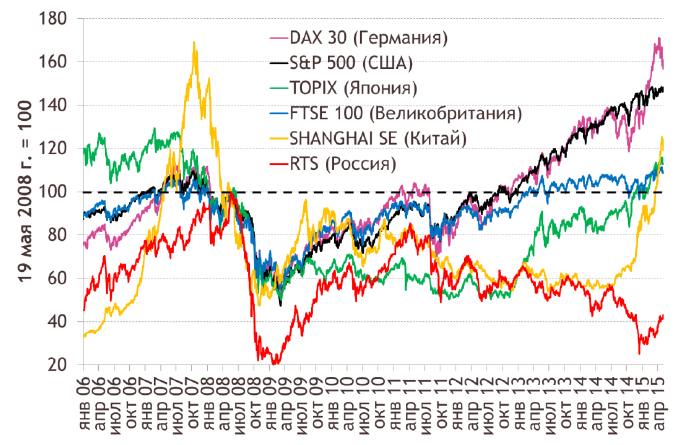 19 мая 2008 г. = 100
180
160
140
120
100
80
60
40
20
DAX 30 (Германия)
S&P 500 (США)
TOPIX (Япония)
FTSE 100 (Великобритания)
SHANGHAI SE (Китай)
RTS (Россия)
янв 06
апр 06
июл 06
окт 06
янв 07
апр 07
июл 07
окт 07
янв 08
апр 08
июл 08
окт 08
янв 09
апр 09
июл 09
окт 09
янв 10
апр 10
июл 10
окт 10
янв 11
апр 11
июл 11
окт 11
янв 12
апр 12
июл 12
окт 12
янв 13
апр 13
июл 13
окт 13
янв 14
апр 14
июл 14
окт 14
янв 15
апр 15